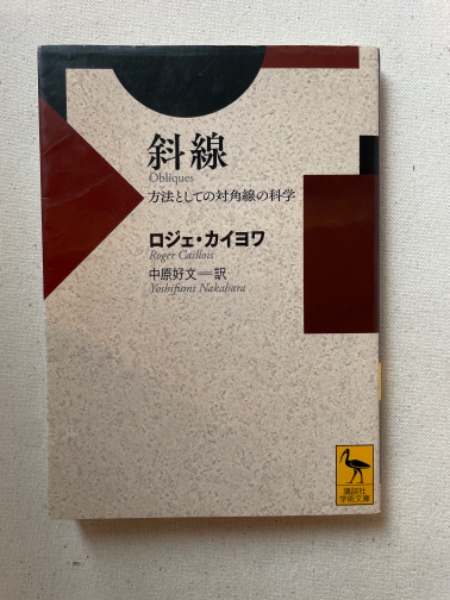 斜線
Obliques
方法としての対角線の科学
ロジェ・カイヨワ
Roger Caillois
中原好文＝訳
Yoshifumi Nakahara
講談社
学術文庫